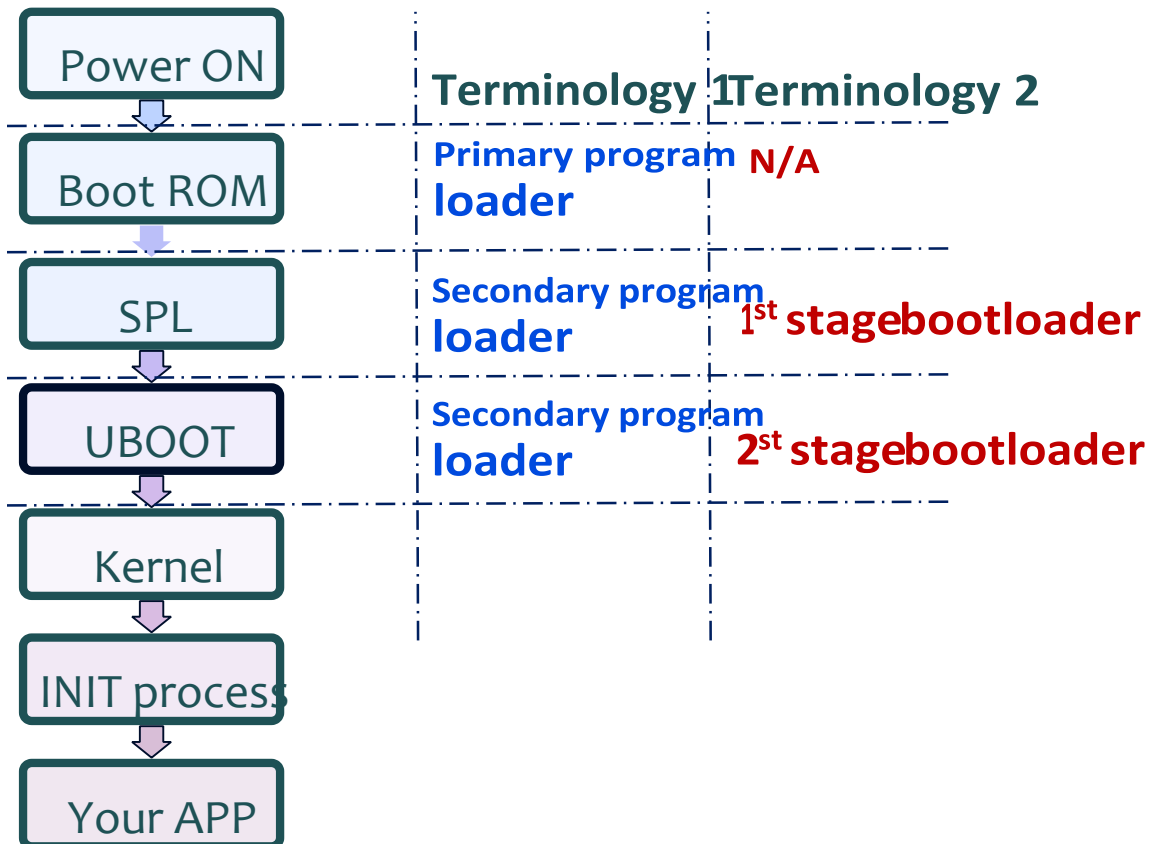 Power ON
Terminology 1
Terminology 2
Boot ROM
Primary program
loader
N/A
SPL
Secondary program
loader
1st stagebootloader
UBOOT
Secondary program
loader
2st stagebootloader
Kernel
INIT process
Your APP